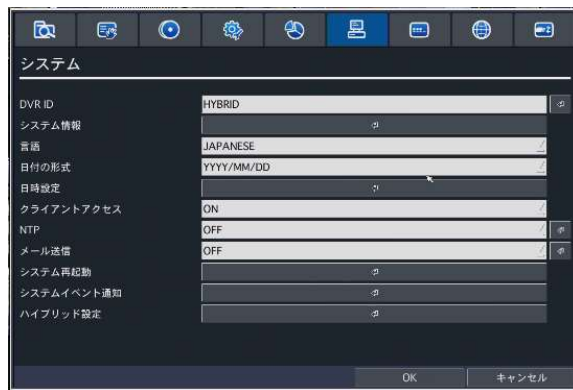 システム
DVR ID HYBRID
システム情報
言語 JAPANESE
日付の形式 YYYY/MM/DD
日時設定
クライアントアクセス ON
NTP OFF
メール送信 OFF
システム再起動
システムイベント通知
ハイブリッド設定
OK キャンセル